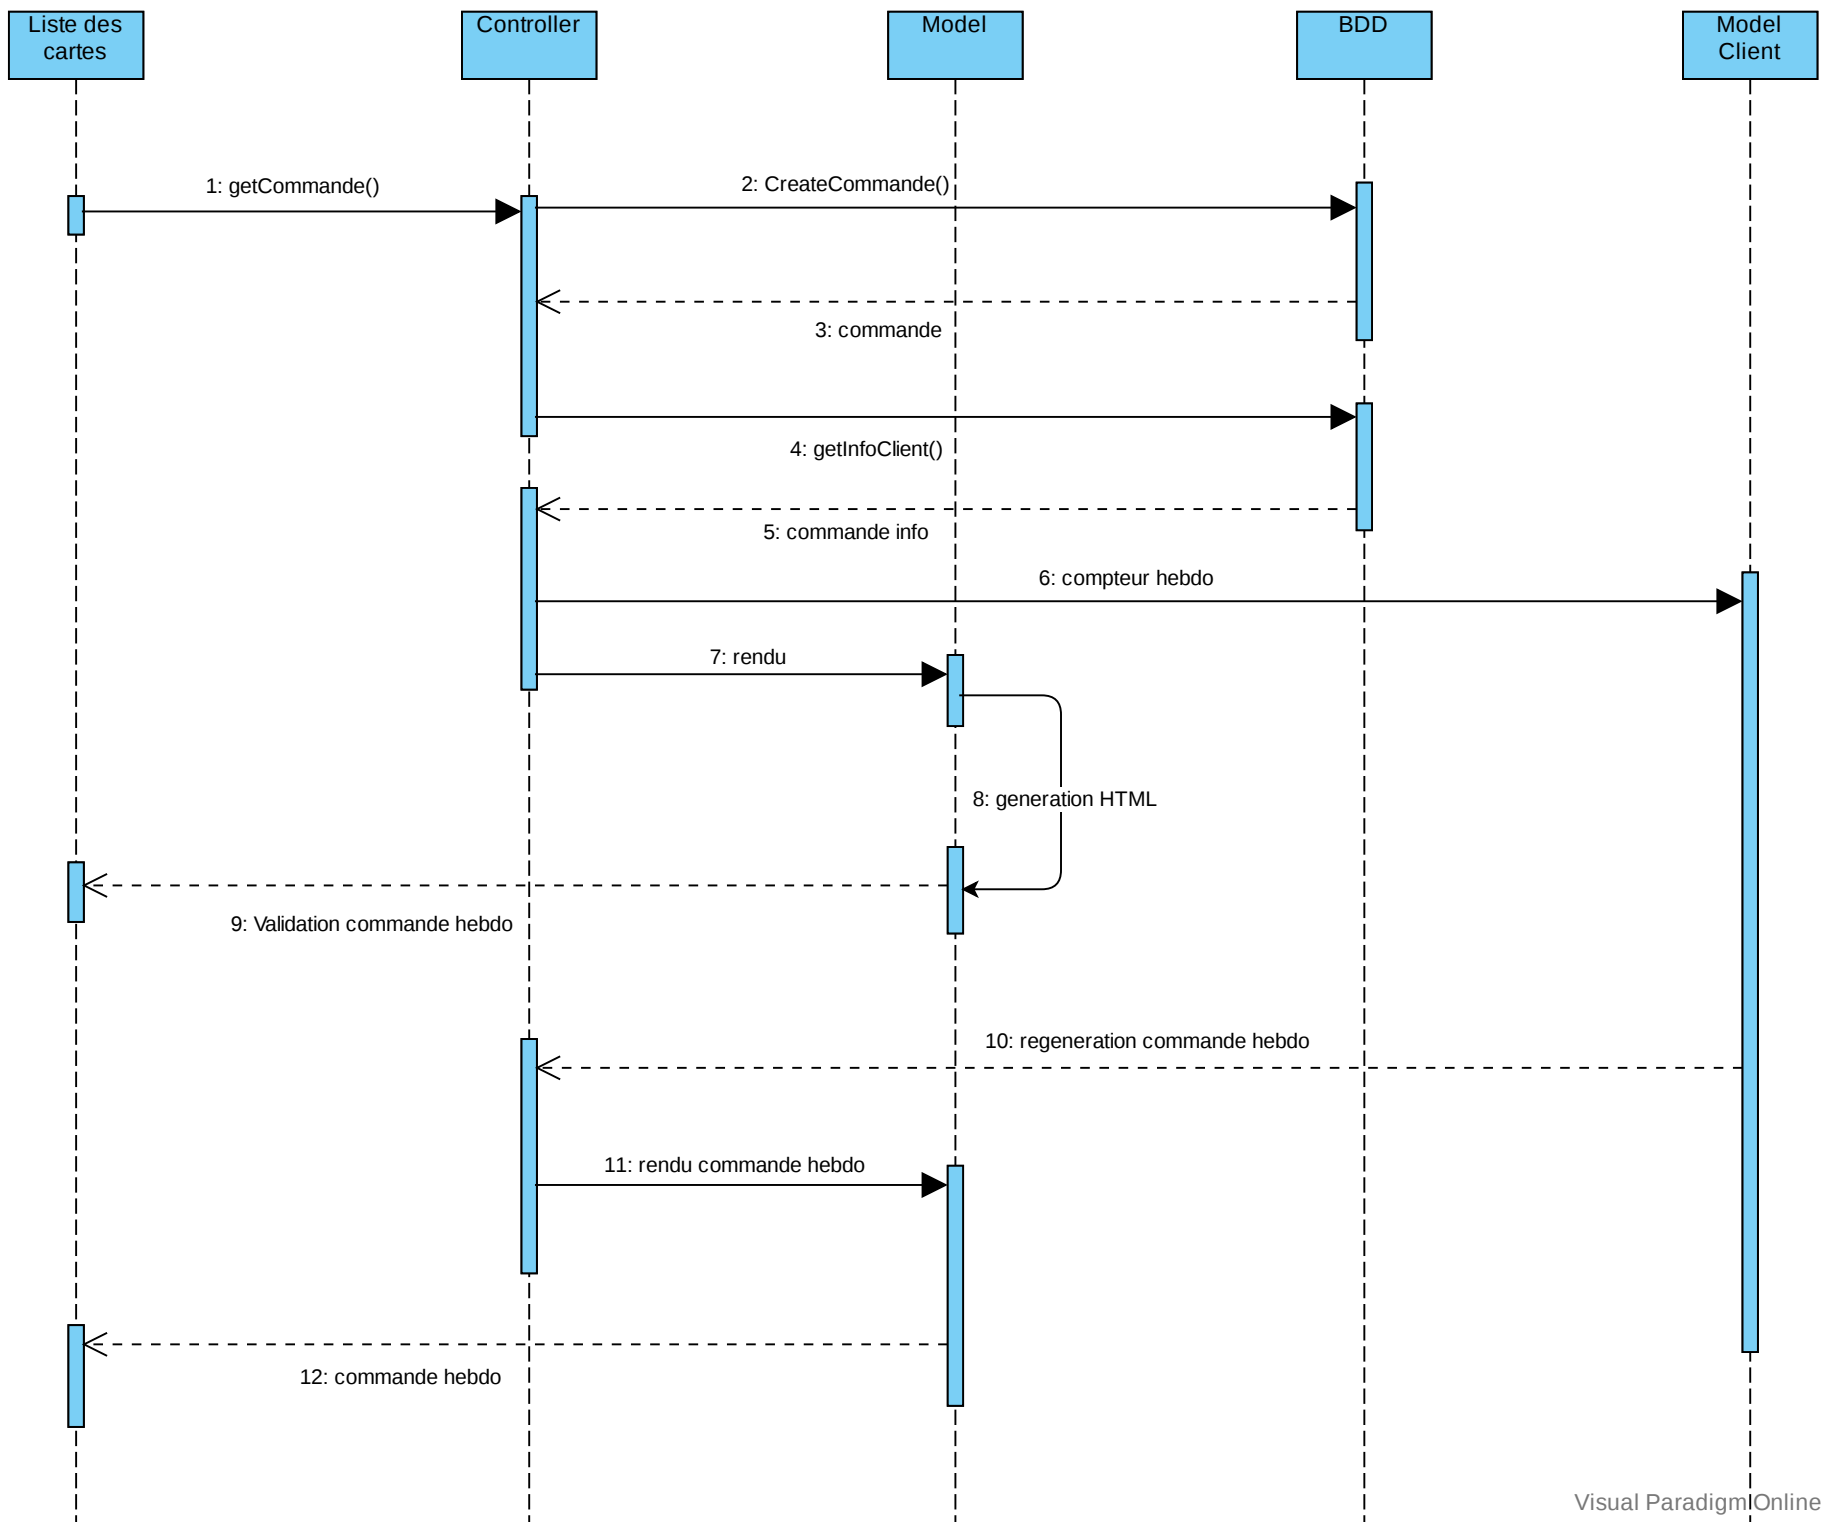 Liste des
cartes
Controller
Model
BDD
Model
Client
1: getCommande()
2: CreateCommande()
3: commande
4: getInfoClient()
5: commande info
6: compteur hebdo
7: rendu
8: generation HTML
9: Validation commande hebdo
10: regeneration commande hebdo
11: rendu commande hebdo
12: commande hebdo
Visual Paradigm Online